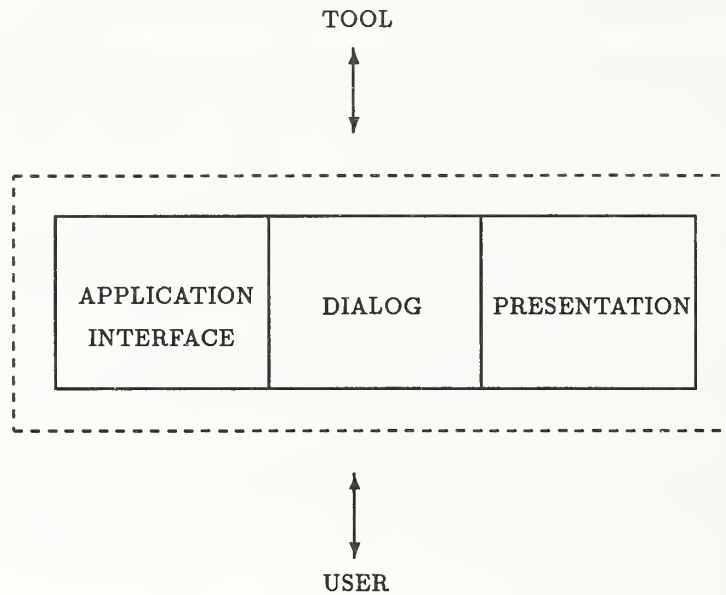 TOOL
APPLICATION
INTERFACE
DIALOG
PRESENTATION
USER